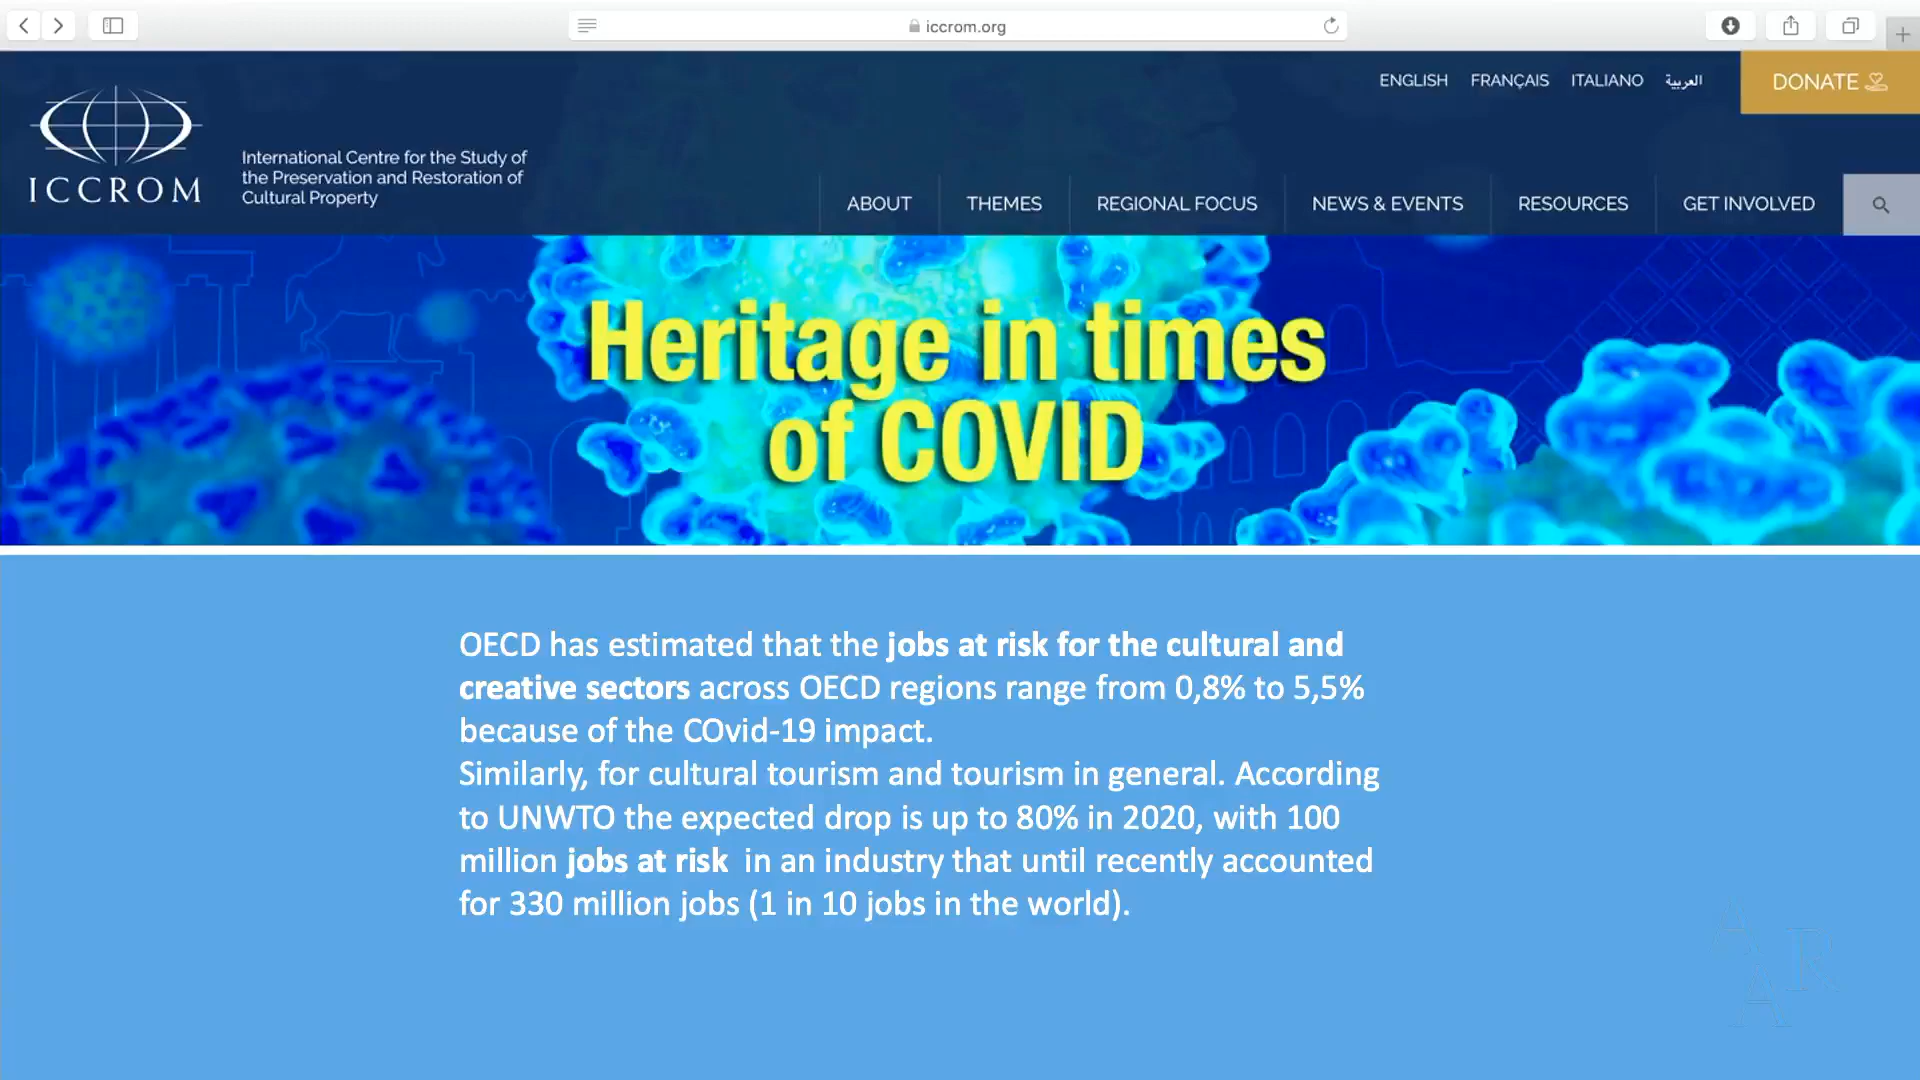 iccrom.org
ENGLISH FRANÇAIS ITALIANO العربية
DONATE
ICCROM
International Centre for the Study of
the Preservation and Restoration of
Cultural Property
ABOUT THEMES REGIONAL FOCUS NEWS & EVENTS RESOURCES GET INVOLVED
Heritage in times
of COVID
OECD has estimated that the jobs at risk for the cultural and
creative sectors across OECD regions range from 0,8% to 5,5%
because of the COvid-19 impact.
Similarly, for cultural tourism and tourism in general. According
to UNWTO the expected drop is up to 80% in 2020, with 100
million jobs at risk in an industry that until recently accounted
for 330 million jobs (1 in 10 jobs in the world).